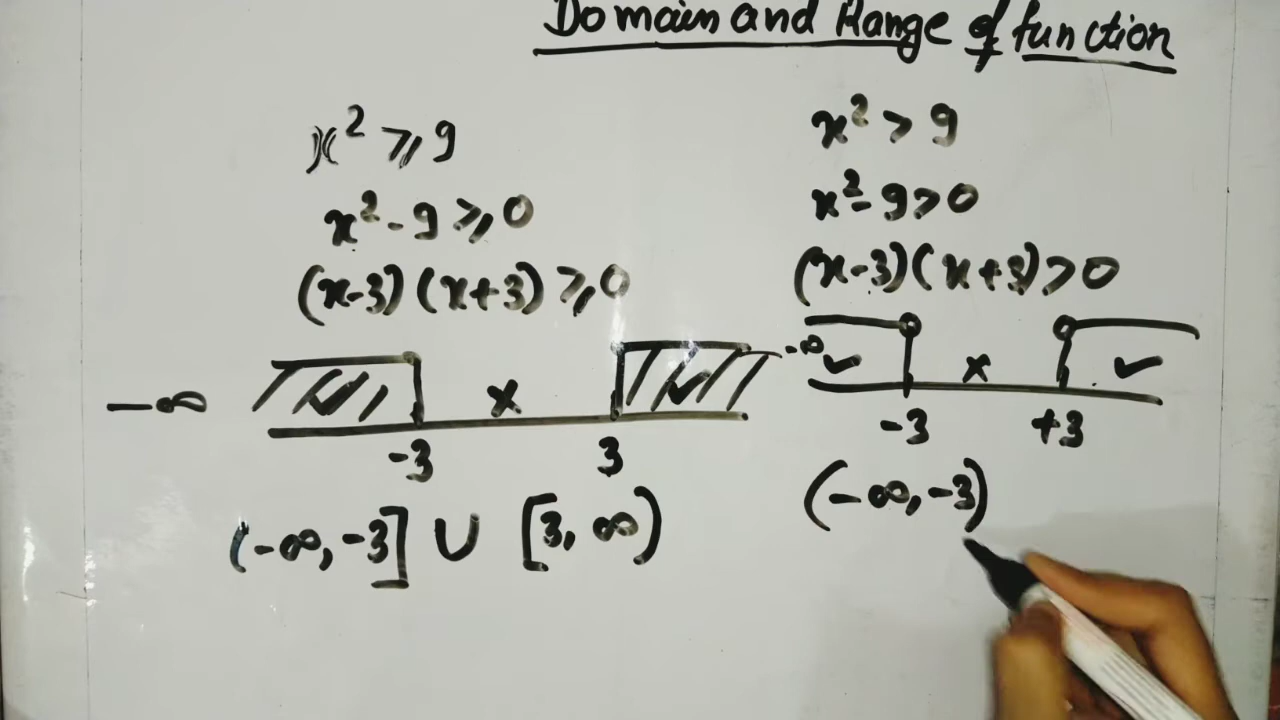 Domain and Range of function
x² ≥ 9
x² - 9 ≥ 0
(x-3)(x+3) ≥ 0
-∞ x
-3 3
(-∞, -3] ∪ [3, ∞)
x² > 9
x² - 9 > 0
(x-3)(x+3) > 0
-∞ ✓ x ✓
-3 +3
(-∞, -3)